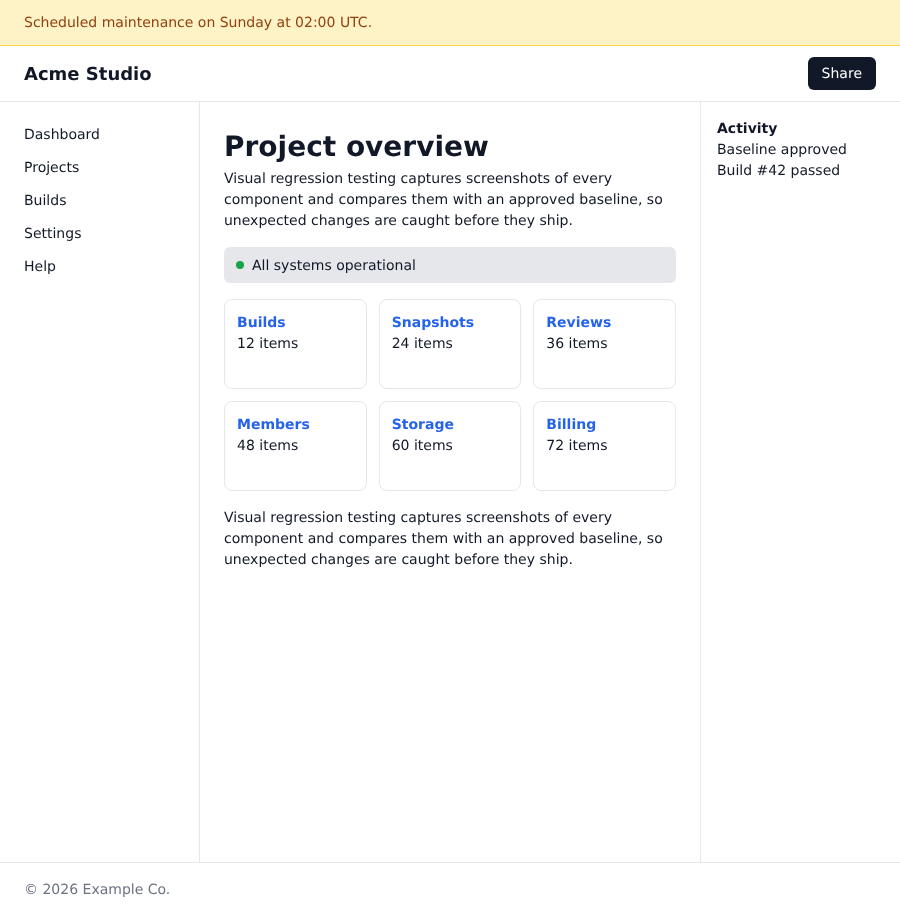 Scheduled maintenance on Sunday at 02:00 UTC.
Acme Studio
Share
Dashboard
Projects
Builds
Settings
Help
Project overview
Visual regression testing captures screenshots of every
component and compares them with an approved baseline, so
unexpected changes are caught before they ship.
All systems operational
Builds
12 items
Snapshots
24 items
Reviews
36 items
Members
48 items
Storage
60 items
Billing
72 items
Visual regression testing captures screenshots of every
component and compares them with an approved baseline, so
unexpected changes are caught before they ship.
Activity
Baseline approved
Build #42 passed
© 2026 Example Co.